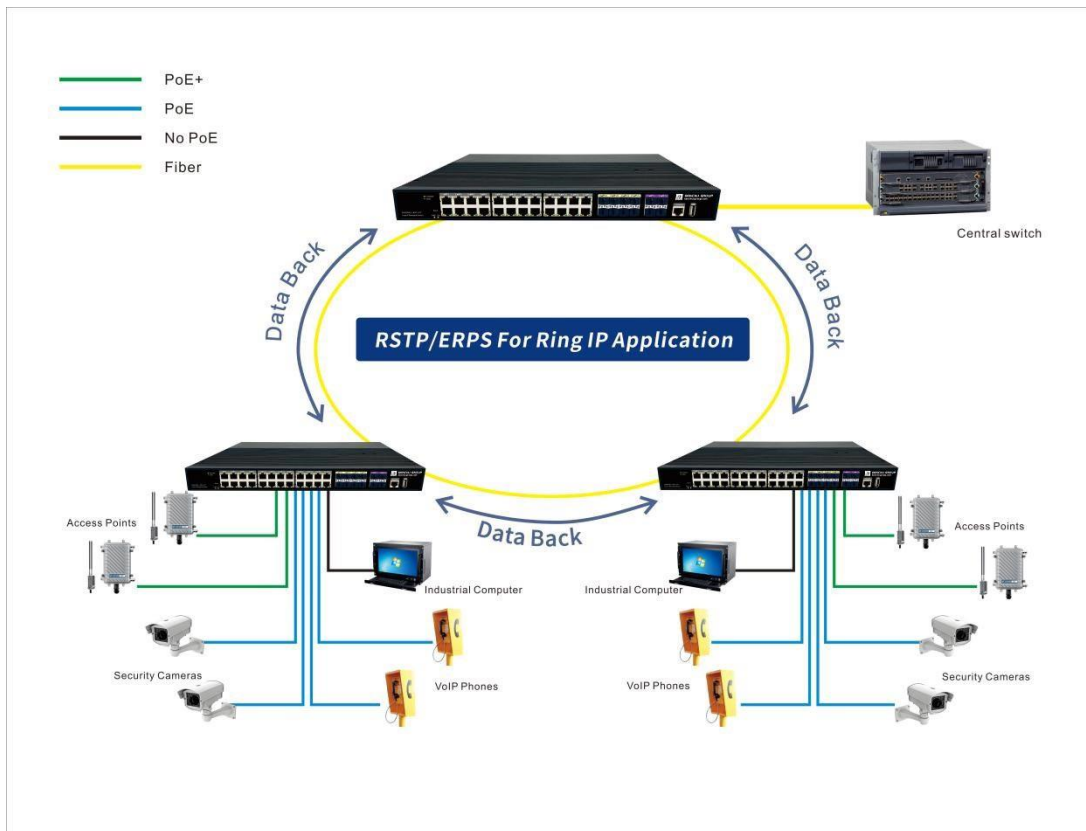 PoE+
PoE
No PoE
Fiber
Central switch
Data Back
Data Back
RSTP/ERPS For Ring IP Application
Data Back
Access Points
Industrial Computer
Security Cameras
VoIP Phones
Industrial Computer
Access Points
VoIP Phones
Security Cameras